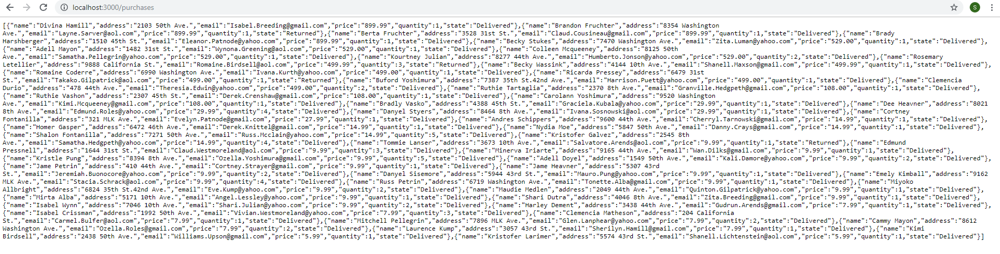 localhost:3000/purchases
S
[{"name":"Divina Hamill","address":"2103 50th Ave.","email":"Isabel.Breeding@gmail.com","price":"899.99","quantity":1,"state":"Delivered"},{"name":"Brandon Fruchter","address":"8354 Washington
Ave.","email":"Layne.Sarver@aol.com","price":"899.99","quantity":1,"state":"Returned"},{"name":"Berta Fruchter","address":"3528 31st St.","email":"Claud.Cousineau@gmail.com","price":"899.99","quantity":1,"state":"Delivered"},{"name":"Brady
Harshberger","address":"1510 45th St.","email":"Eleanor.Patnode@yahoo.com","price":"899.99","quantity":1,"state":"Delivered"},{"name":"Becky Stukes","address":"7470 Washington Ave.","email":"Zita.Luman@yahoo.com","price":"529.00","quantity":1,"state":"Delivered"},
{"name":"Adell Mayon","address":"1482 31st St.","email":"Wynona.Greening@aol.com","price":"529.00","quantity":1,"state":"Delivered"},{"name":"Colleen Mcqueeney","address":"8125 50th
Ave.","email":"Samatha.Pellegrin@yahoo.com","price":"529.00","quantity":1,"state":"Delivered"},{"name":"Kourtney Julian","address":"8277 44th Ave.","email":"Humberto.Jonson@yahoo.com","price":"529.00","quantity":2,"state":"Delivered"},{"name":"Rosemary
Letellier","address":"9888 California St.","email":"Romaine.Birdsell@aol.com","price":"499.99","quantity":3,"state":"Returned"},{"name":"Becky Wassink","address":"4144 10th Ave.","email":"Shanell.Maxson@gmail.com","price":"499.99","quantity":1,"state":"Delivered"},
{"name":"Romaine Coderre","address":"6990 Washington Ave.","email":"Ivana.Kurth@yahoo.com","price":"499.00","quantity":1,"state":"Delivered"},{"name":"Ricarda Pressey","address":"6479 31st
St.","email":"Takako.Gilpatrick@aol.com","price":"499.00","quantity":1,"state":"Returned"},{"name":"Buford Yoshimura","address":"7387 35th St.42nd Ave.","email":"Harrison.Puett@yahoo.com","price":"499.00","quantity":1,"state":"Delivered"},{"name":"Clemencia
Durio","address":"478 44th Ave.","email":"Theresia.Edwin@yahoo.com","price":"499.00","quantity":2,"state":"Delivered"},{"name":"Ruthie Tartaglia","address":"2370 8th Ave.","email":"Granville.Hedgpeth@gmail.com","price":"108.00","quantity":1,"state":"Delivered"},
{"name":"Ruthie Vashon","address":"2307 45th St.","email":"Derek.Crenshaw@gmail.com","price":"108.00","quantity":1,"state":"Delivered"},{"name":"Carolann Yoshimura","address":"9520 Washington
Ave.","email":"Kimi.Mcqueeney@gmail.com","price":"108.00","quantity":1,"state":"Delivered"},{"name":"Bradly Vasko","address":"4388 45th St.","email":"Graciela.Kubala@yahoo.com","price":"29.99","quantity":1,"state":"Delivered"},{"name":"Dee Heavner","address":"8021
8th Ave.","email":"Edmund.Roles@yahoo.com","price":"29.99","quantity":4,"state":"Delivered"},{"name":"Danyel Styers","address":"8464 8th Ave.","email":"Ivana.Sosnowski@aol.com","price":"29.99","quantity":1,"state":"Delivered"},{"name":"Cortney
Fontanilla","address":"321 MLK Ave.","email":"Evelyn.Patnode@gmail.com","price":"27.99","quantity":1,"state":"Delivered"},{"name":"Andres Schippers","address":"9600 44th Ave.","email":"Cherryl.Tarnowski@gmail.com","price":"14.99","quantity":1,"state":"Delivered"},
{"name":"Homer Gasper","address":"6472 46th Ave.","email":"Derek.Knittel@gmail.com","price":"14.99","quantity":1,"state":"Delivered"},{"name":"Nydia Moe","address":"5847 50th Ave.","email":"Danny.Crays@gmail.com","price":"14.99","quantity":1,"state":"Delivered"},
{"name":"Shalon Fontanilla","address":"7271 50th Ave.","email":"Russ.Mcclain@yahoo.com","price":"14.99","quantity":5,"state":"Delivered"},{"name":"Kristofer Galvez","address":"2545 8th
Ave.","email":"Samatha.Hedgpeth@yahoo.com","price":"14.99","quantity":4,"state":"Delivered"},{"name":"Tommie Lanser","address":"3673 10th Ave.","email":"Salvatore.Arends@aol.com","price":"9.99","quantity":1,"state":"Returned"},{"name":"Edmund
Pressnell","address":"1644 31st St.","email":"Claud.Westmoreland@aol.com","price":"9.99","quantity":3,"state":"Delivered"},{"name":"Minerva Iriarte","address":"9165 44th Ave.","email":"Wan.Dilks@gmail.com","price":"9.99","quantity":1,"state":"Delivered"},
{"name":"Kristle Pung","address":"8394 8th Ave.","email":"Ozella.Yoshimura@gmail.com","price":"9.99","quantity":5,"state":"Delivered"},{"name":"Adell Doyel","address":"1549 50th Ave.","email":"Kali.Damore@yahoo.com","price":"9.99","quantity":2,"state":"Delivered"},
{"name":"Jame Petrin","address":"410 44th Ave.","email":"Cortney.Strayer@gmail.com","price":"9.99","quantity":1,"state":"Delivered"},{"name":"Jame Heavner","address":"5307 43rd
St.","email":"Jeremiah.Buonocore@yahoo.com","price":"9.99","quantity":2,"state":"Delivered"},{"name":"Danyel Sisemore","address":"5944 43rd St.","email":"Mauro.Pung@yahoo.com","price":"9.99","quantity":1,"state":"Delivered"},{"name":"Emely Kimball","address":"9162
MLK Ave.","email":"Stacia.Schrack@aol.com","price":"9.99","quantity":4,"state":"Delivered"},{"name":"Russ Petrin","address":"6719 Washington Ave.","email":"Tonette.Alba@gmail.com","price":"9.99","quantity":1,"state":"Delivered"},{"name":"Miyoko
Allbright","address":"6824 35th St.42nd Ave.","email":"Eve.Kump@yahoo.com","price":"9.99","quantity":2,"state":"Delivered"},{"name":"Maudie Medlen","address":"2049 44th Ave.","email":"Quinton.Gilpatrick@yahoo.com","price":"9.99","quantity":1,"state":"Delivered"},
{"name":"Mirta Alba","address":"5171 10th Ave.","email":"Angel.Lessley@yahoo.com","price":"9.99","quantity":1,"state":"Delivered"},{"name":"Shari Dutra","address":"4046 8th Ave.","email":"Zita.Breeding@gmail.com","price":"9.99","quantity":1,"state":"Delivered"},
{"name":"Isabel Wynn","address":"7046 10th Ave.","email":"Shari.Julian@yahoo.com","price":"9.99","quantity":2,"state":"Delivered"},{"name":"Harley Dement","address":"3438 44th Ave.","email":"Gudrun.Arends@gmail.com","price":"7.99","quantity":1,"state":"Delivered"},
{"name":"Isabel Crissman","address":"1992 50th Ave.","email":"Vivian.Westmoreland@yahoo.com","price":"7.99","quantity":3,"state":"Delivered"},{"name":"Clemencia Matheson","address":"204 California
St.","email":"Carmel.Bulfer@aol.com","price":"7.99","quantity":1,"state":"Delivered"},{"name":"Mitchell Pellegrin","address":"7896 MLK Ave.","email":"Glen.Lanphear@yahoo.com","price":"7.99","quantity":2,"state":"Delivered"},{"name":"Cammy Mayon","address":"8612
Washington Ave.","email":"Ozella.Roles@gmail.com","price":"7.99","quantity":2,"state":"Delivered"},{"name":"Laurence Kump","address":"3057 43rd St.","email":"Sherilyn.Hamill@gmail.com","price":"7.99","quantity":1,"state":"Delivered"},{"name":"Kimi
Birdsell","address":"2438 50th Ave.","email":"Williams.Upson@gmail.com","price":"5.99","quantity":1,"state":"Delivered"},{"name":"Kristofer Larimer","address":"5574 43rd St.","email":"Shanell.Lichtenstein@aol.com","price":"5.99","quantity":1,"state":"Delivered"}]